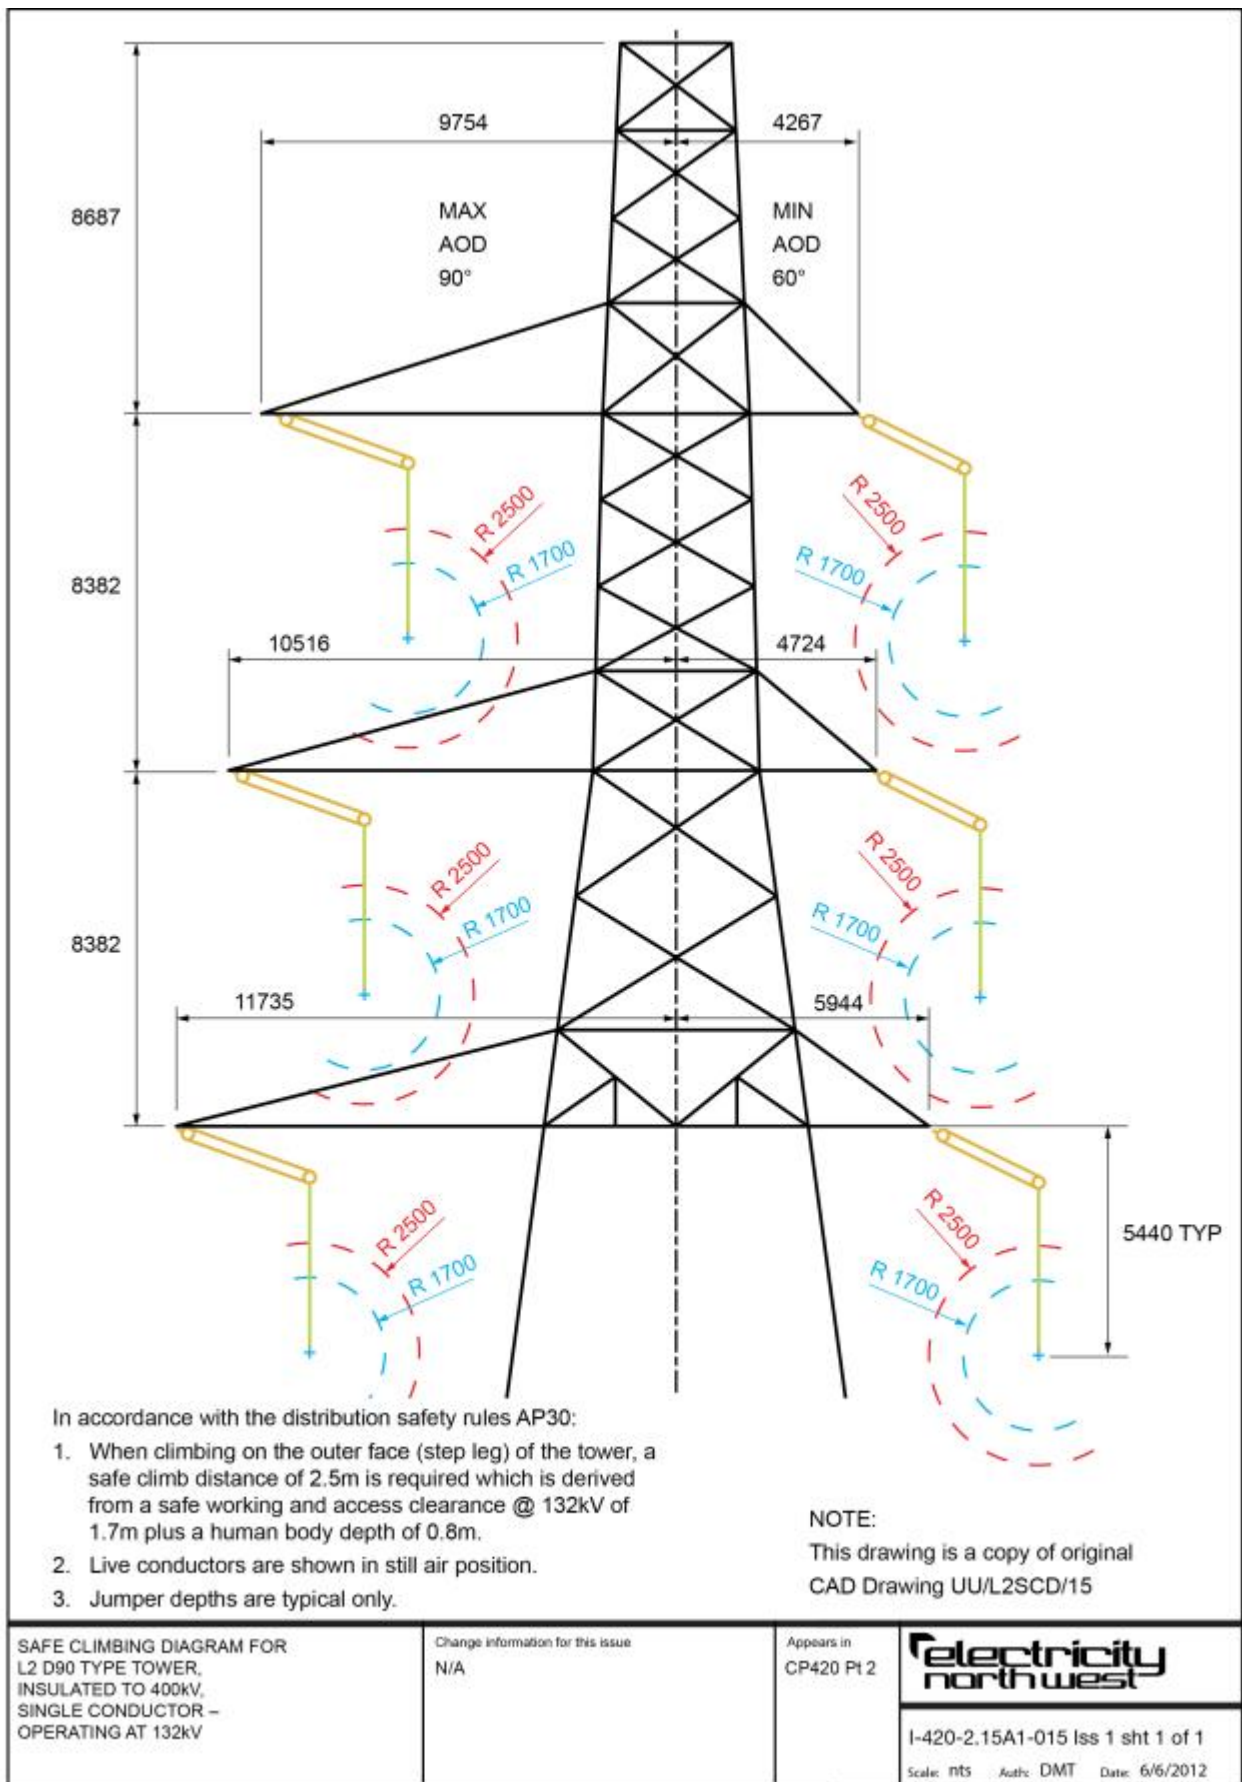 9754
4267
8687
MAX
AOD
90°
MIN
AOD
60°
R 2500
R 1700
R 2500
R 1700
8382
10516
4724
R 2500
R 1700
R 2500
R 1700
8382
11735
5944
R 2500
R 1700
R 2500
R 1700
5440 TYP
In accordance with the distribution safety rules AP30:
1. When climbing on the outer face (step leg) of the tower, a
safe climb distance of 2.5m is required which is derived
from a safe working and access clearance @ 132kV of
1.7m plus a human body depth of 0.8m.
2. Live conductors are shown in still air position.
3. Jumper depths are typical only.
NOTE:
This drawing is a copy of original
CAD Drawing UU/L2SCD/15
SAFE CLIMBING DIAGRAM FOR
L2 D90 TYPE TOWER,
INSULATED TO 400kV,
SINGLE CONDUCTOR –
OPERATING AT 132kV
Change information for this issue
N/A
Appears in
CP420 Pt 2
electricity
northwest
I-420-2.15A1-015 Iss 1 sht 1 of 1
Scale: nts Auth: DMT Date: 6/6/2012